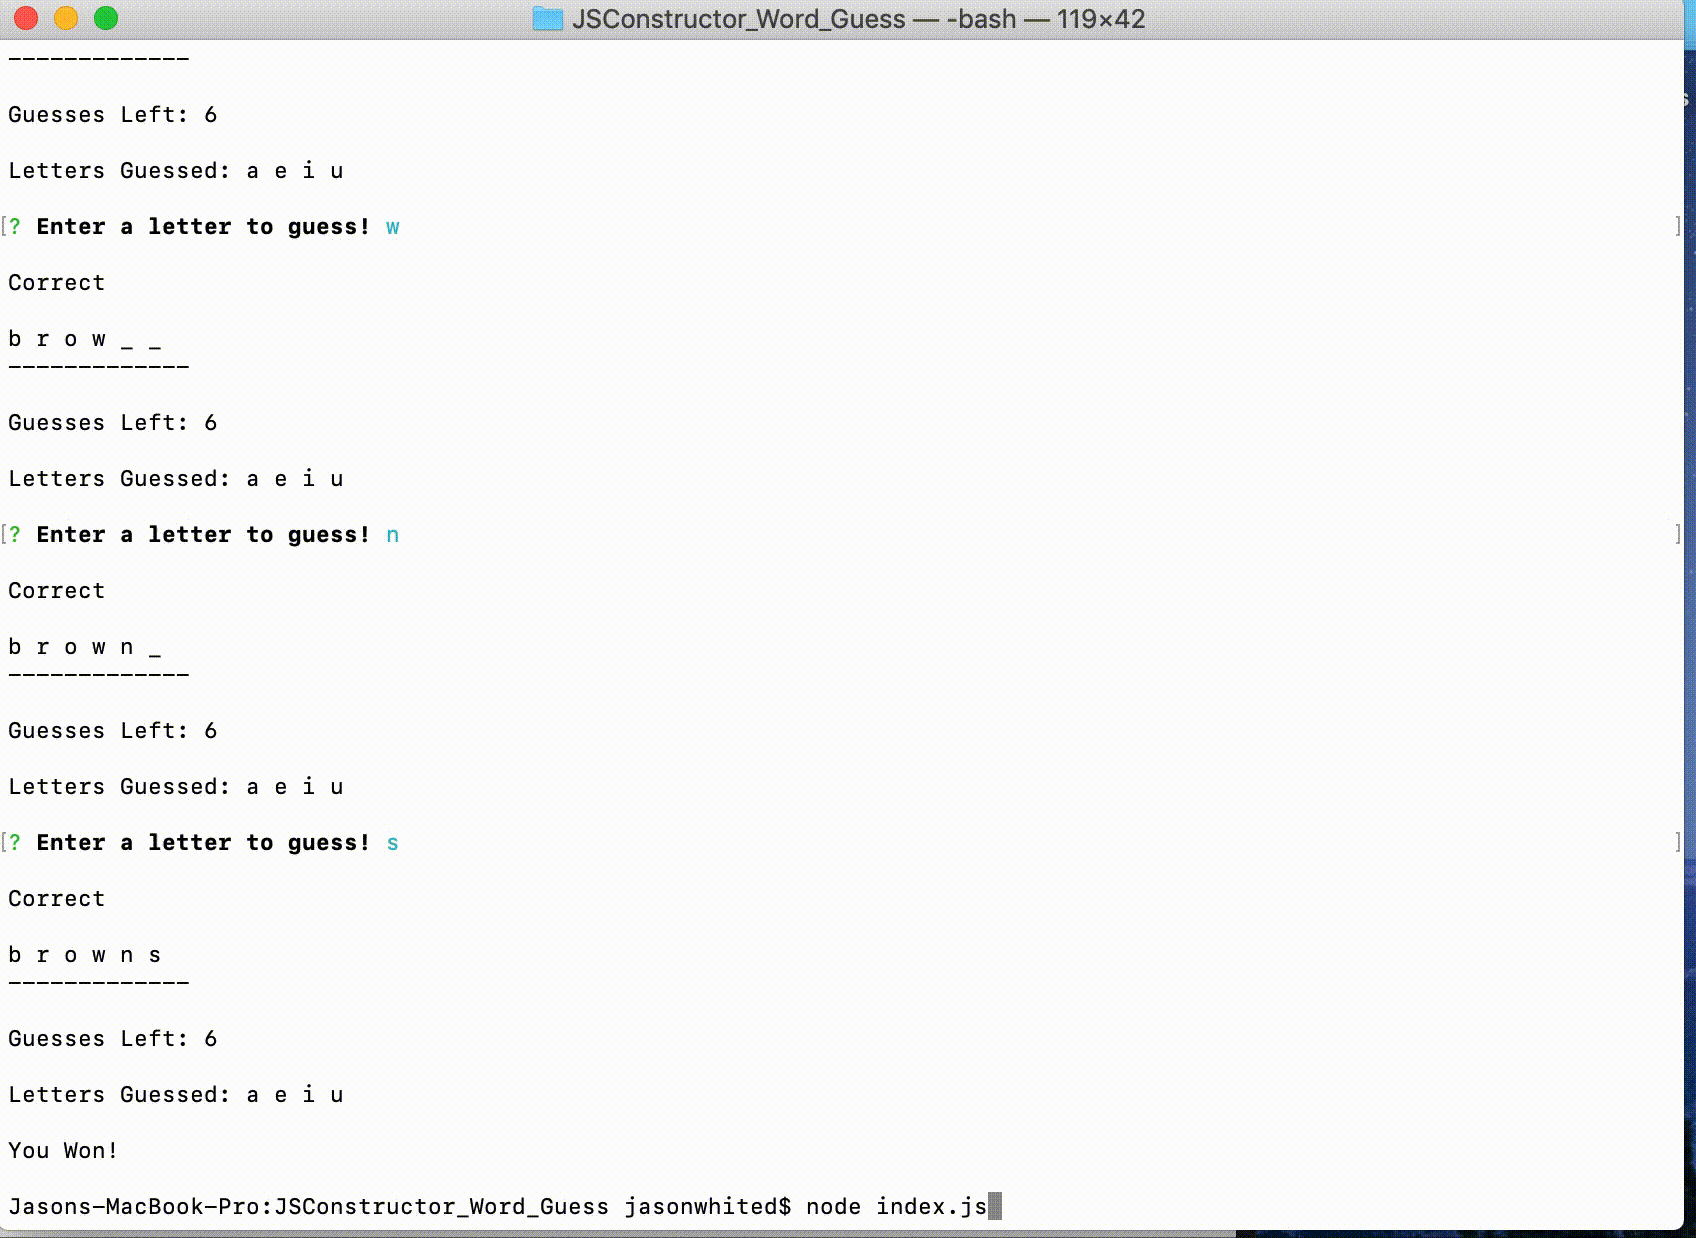 JSConstructor_Word_Guess — -bash — 119×42
-------------
Guesses Left: 6
Letters Guessed: a e i u
[? Enter a letter to guess! w ]
Correct
b r o w _ _
-------------
Guesses Left: 6
Letters Guessed: a e i u
[? Enter a letter to guess! n ]
Correct
b r o w n _
-------------
Guesses Left: 6
Letters Guessed: a e i u
[? Enter a letter to guess! s ]
Correct
b r o w n s
-------------
Guesses Left: 6
Letters Guessed: a e i u
You Won!
Jasons-MacBook-Pro:JSConstructor_Word_Guess jasonwhited$ node index.js